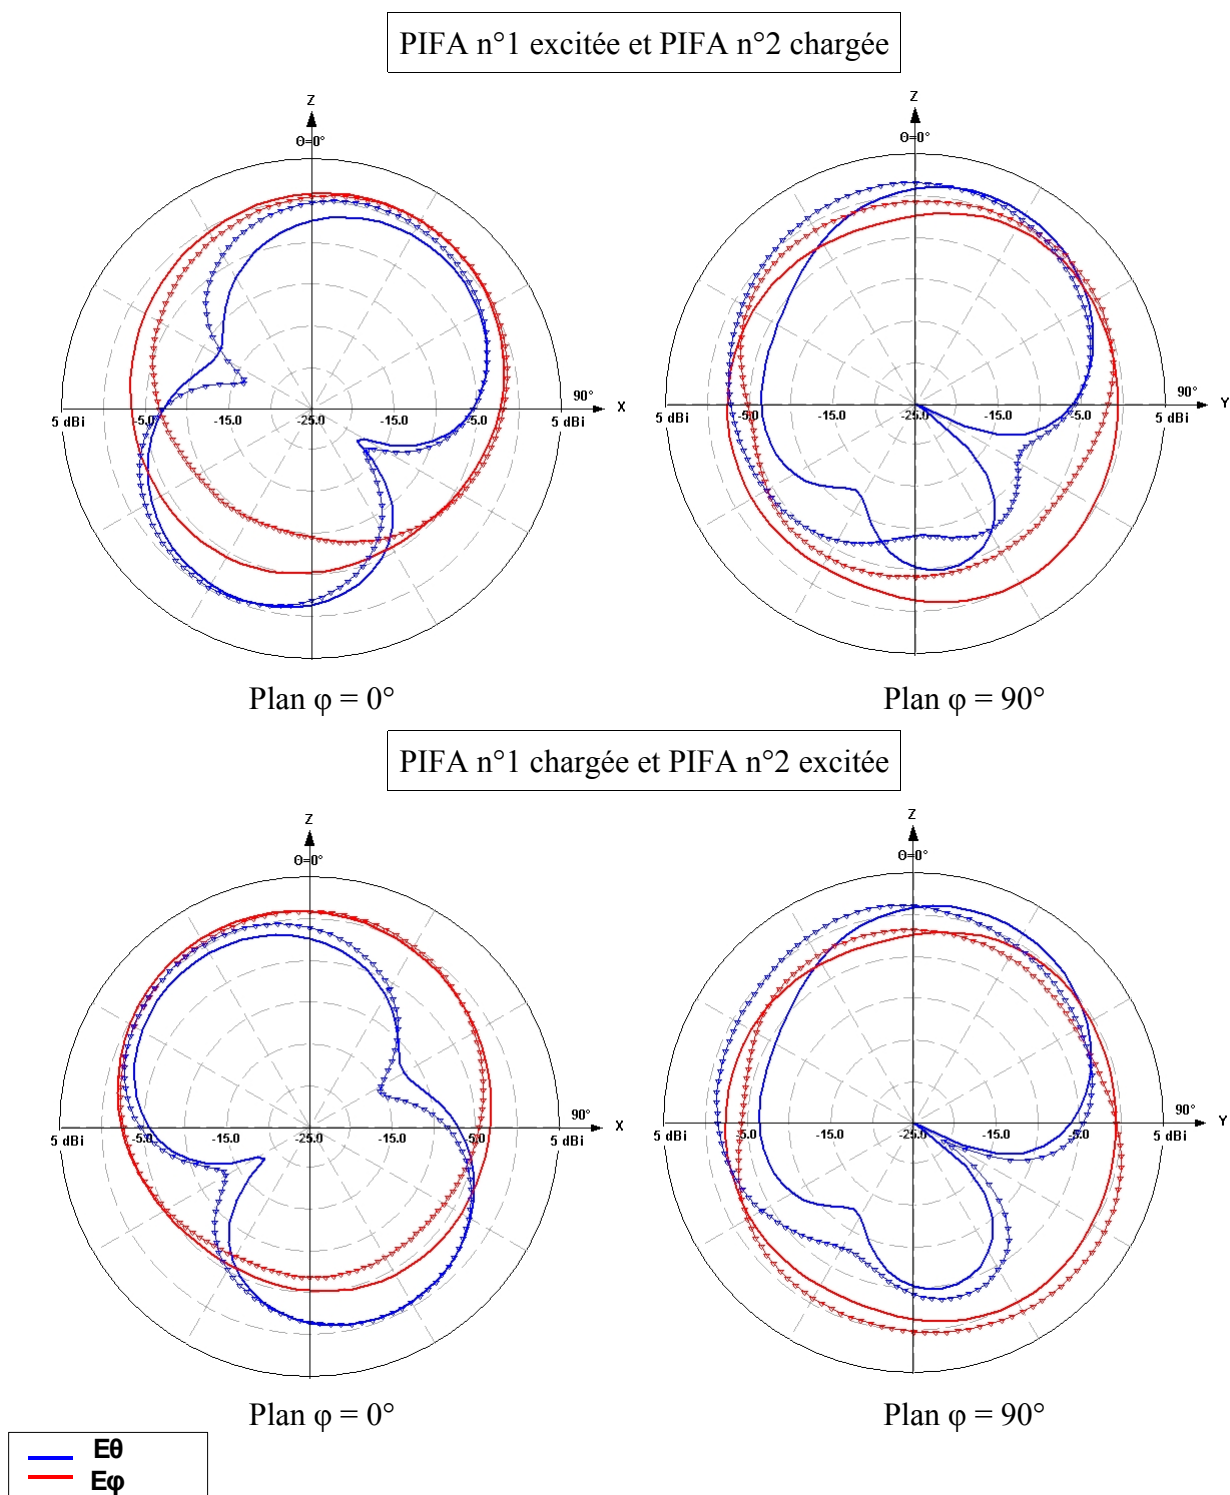 PIFA n°1 excitée et PIFA n°2 chargée
Z Z
Θ=0° Θ=0°
90° X 90° Y
5 dBi -5.0 -15.0 -25.0 -15.0 -5.0 5 dBi 5 dBi -5.0 -15.0 -25.0 -15.0 -5.0 5 dBi
Plan φ = 0° Plan φ = 90°
PIFA n°1 chargée et PIFA n°2 excitée
Z Z
Θ=0° Θ=0°
90° X 90° Y
5 dBi -5.0 -15.0 -25.0 -15.0 -5.0 5 dBi 5 dBi -5.0 -15.0 -25.0 -15.0 -5.0 5 dBi
Plan φ = 0° Plan φ = 90°
Eθ
Eφ